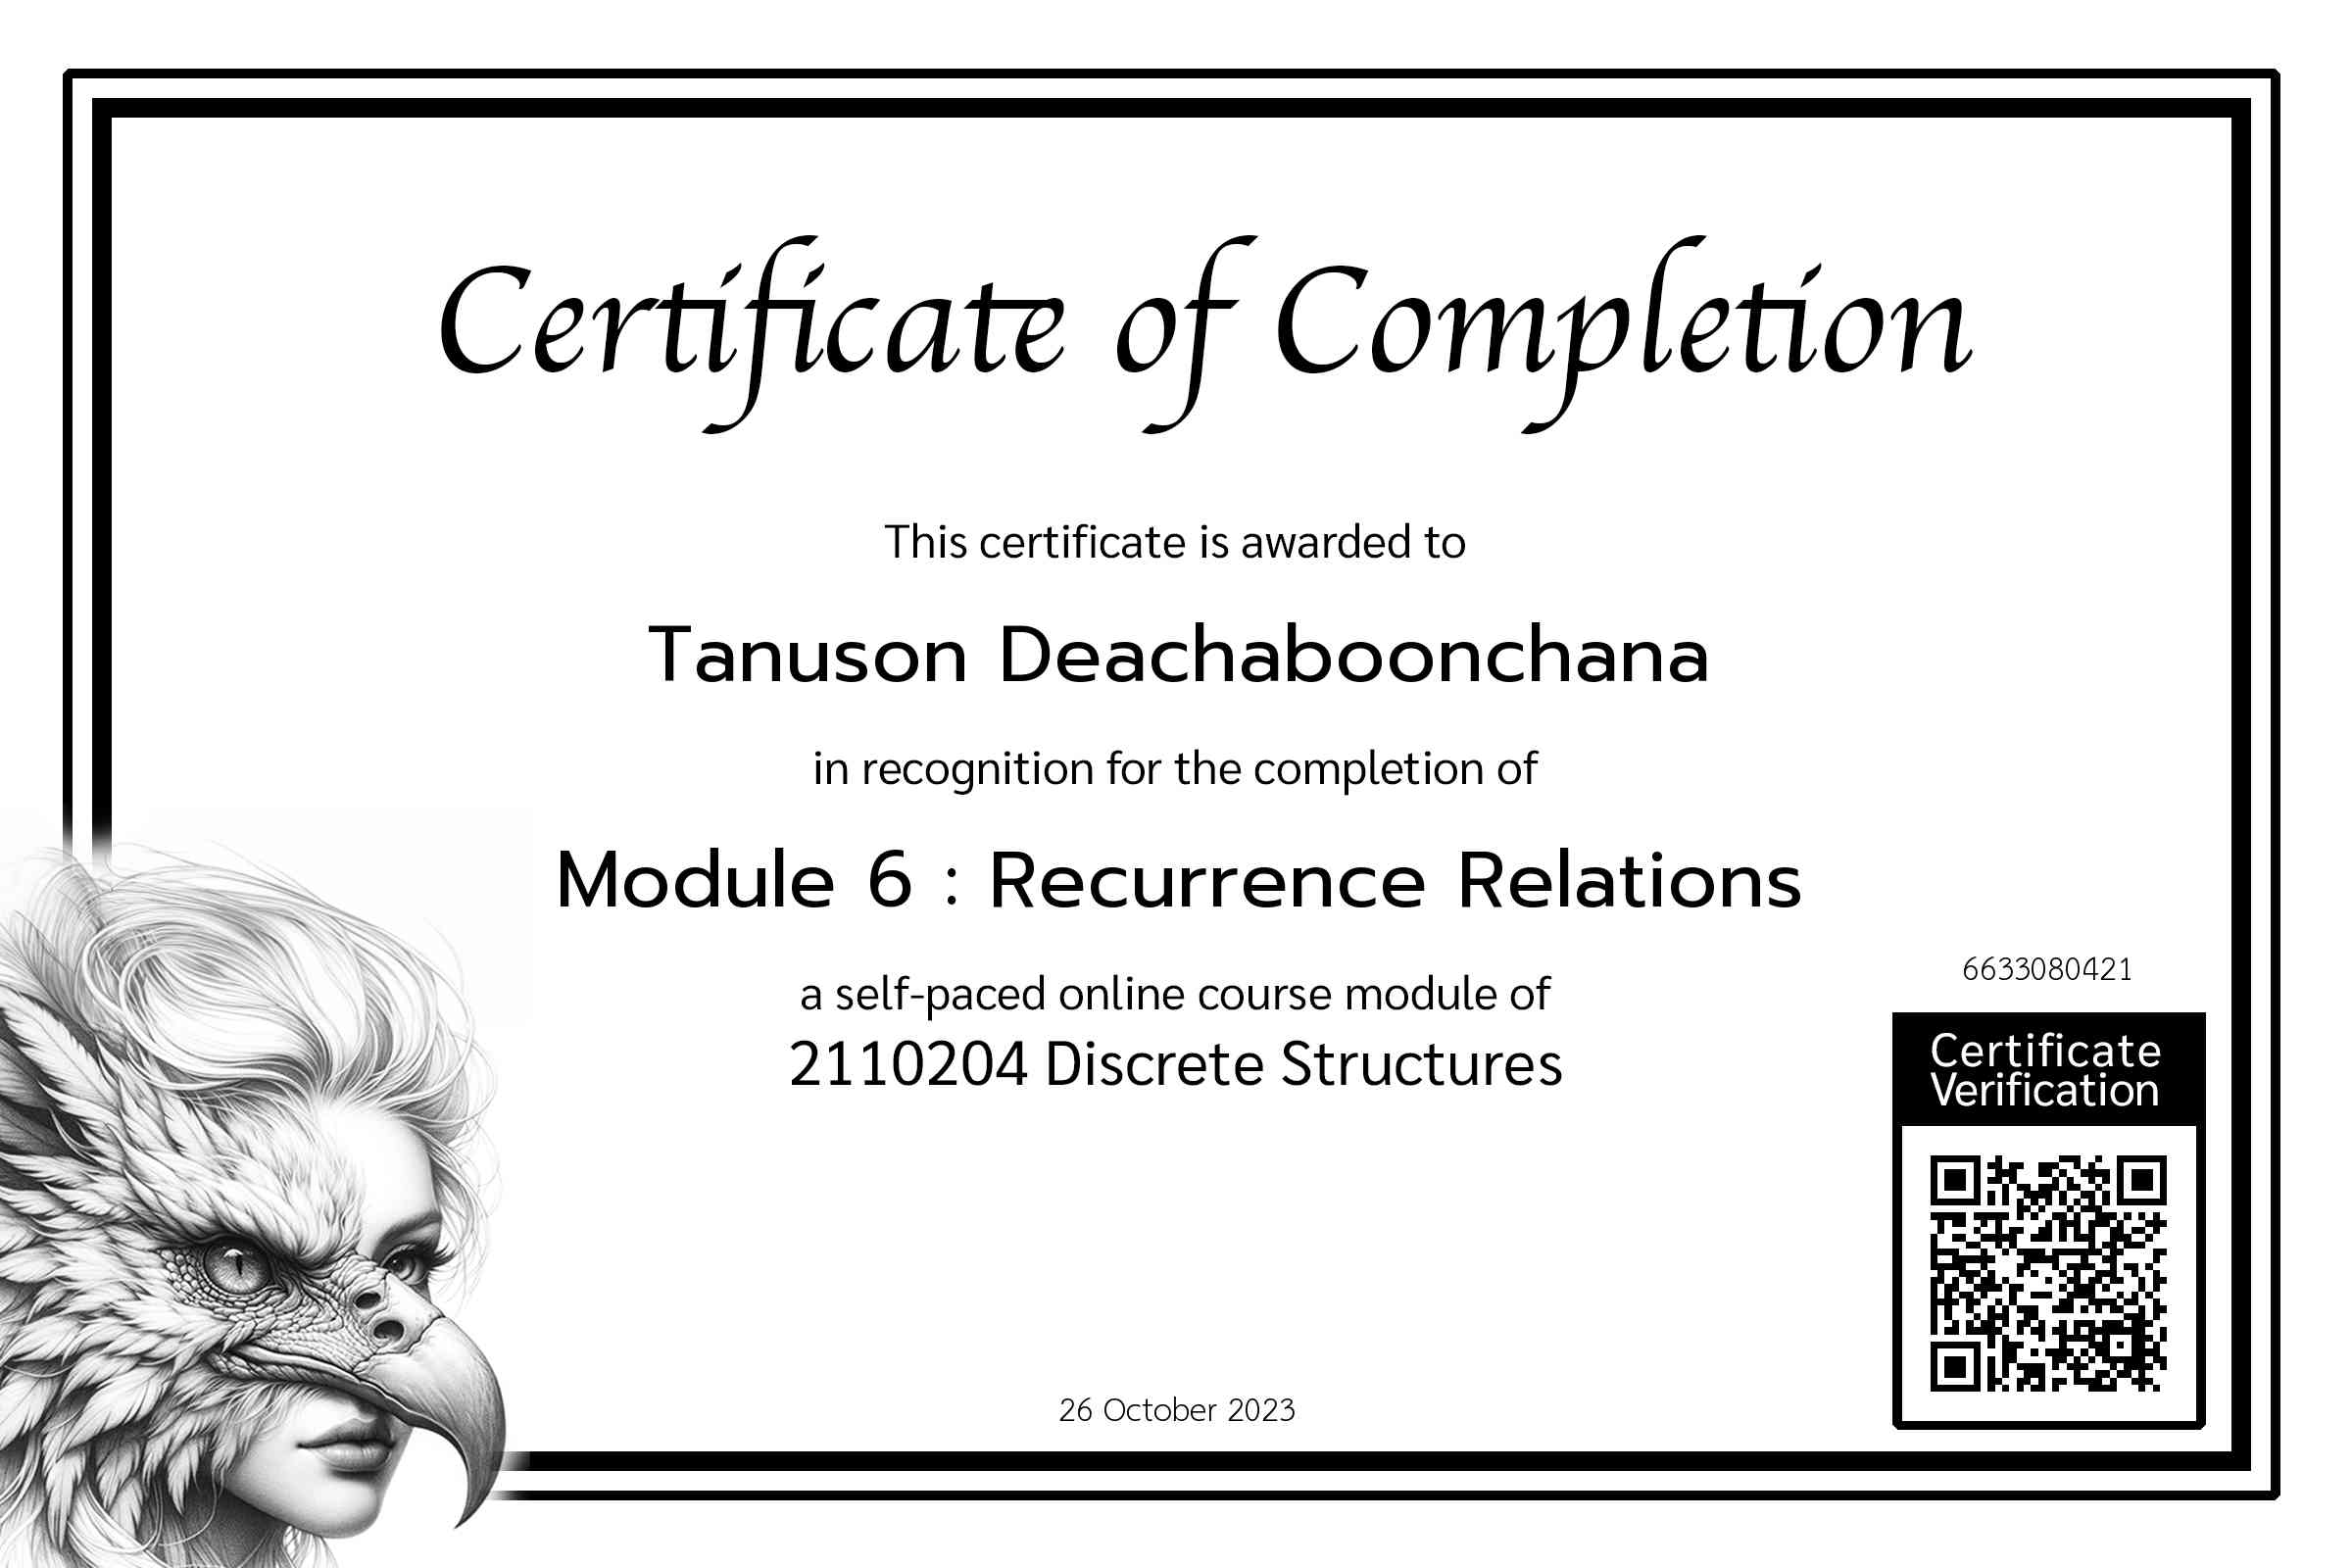 Certificate of Completion
This certificate is awarded to
Tanuson Deachaboonchana
in recognition for the completion of
Module 6 : Recurrence Relations
a self-paced online course module of
2110204 Discrete Structures
6633080421
Certificate
Verification
26 October 2023